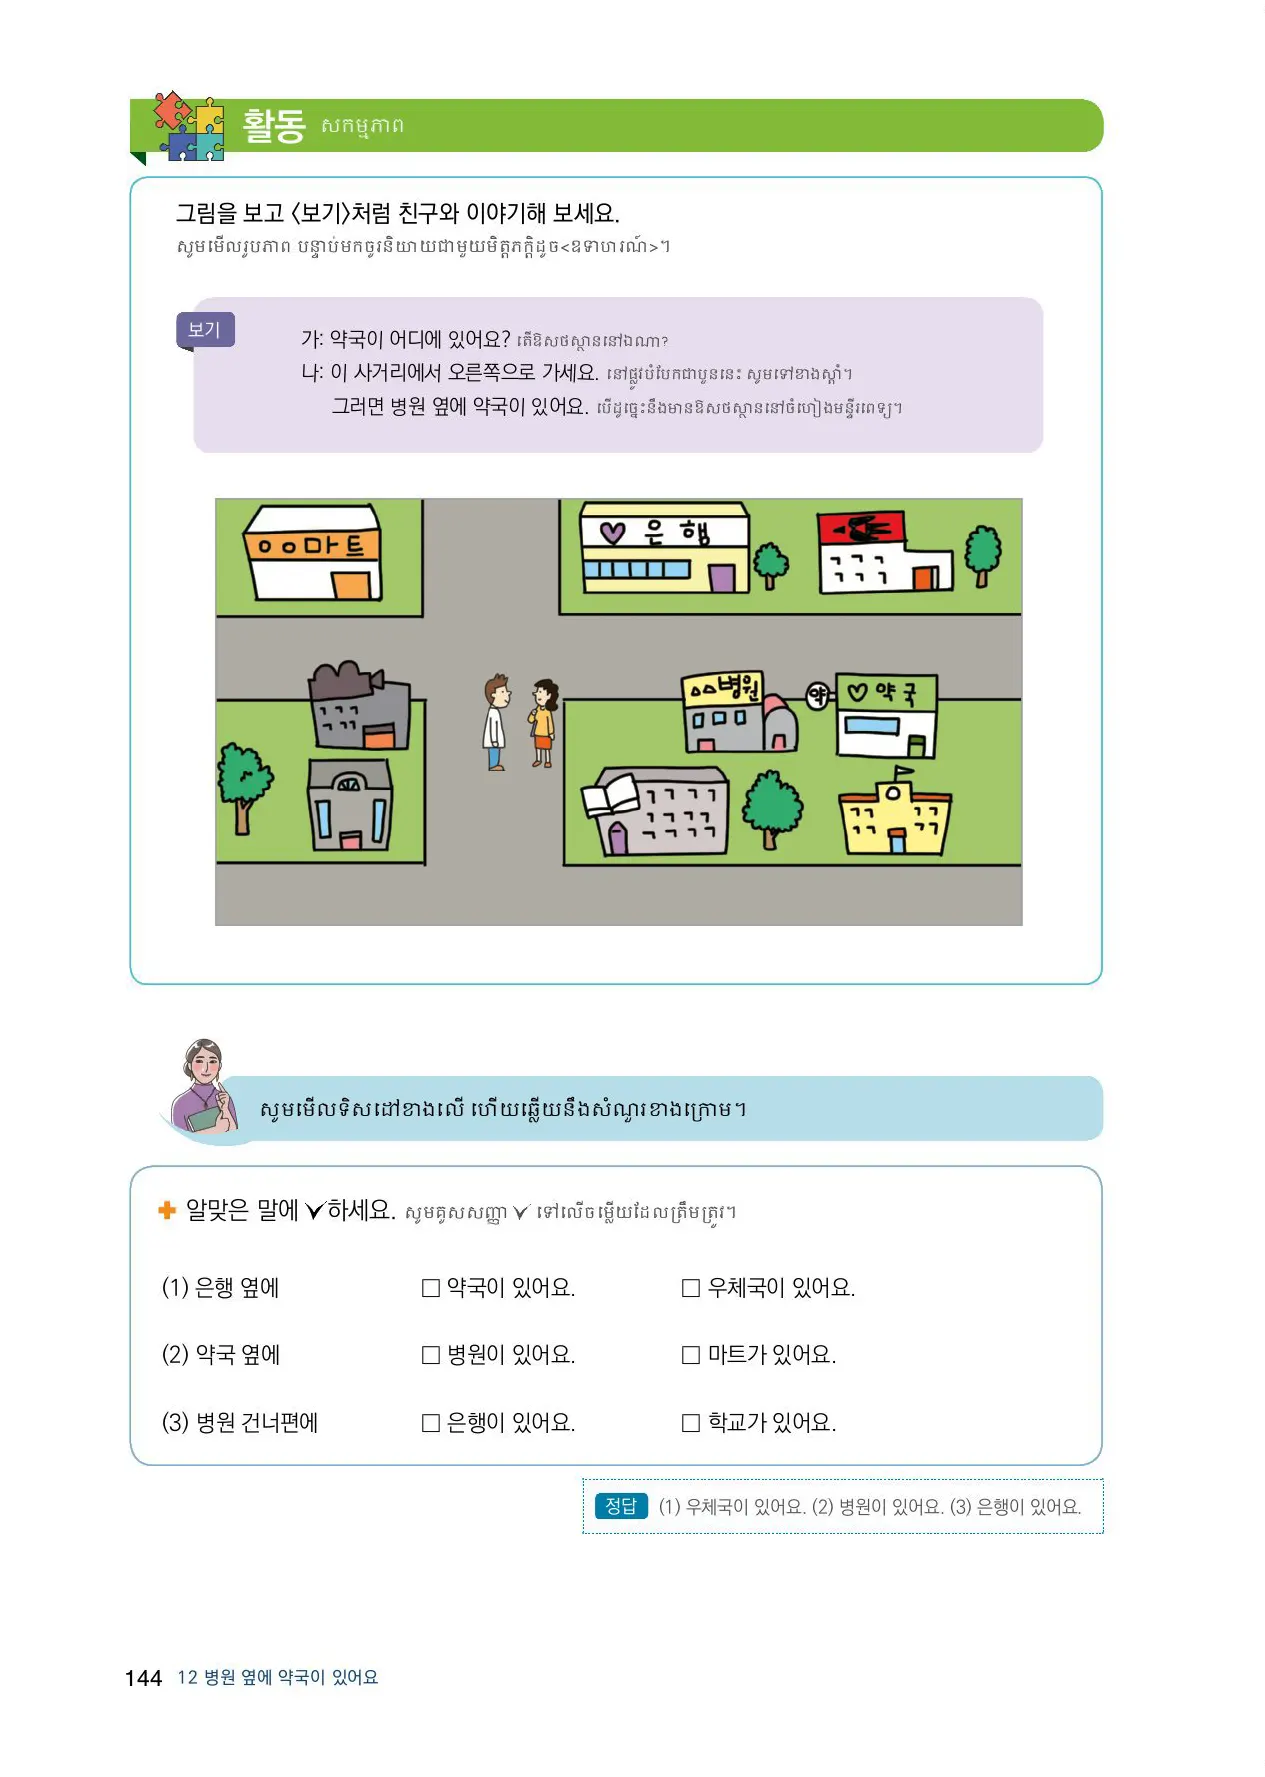 활동 សកម្មភាព
그림을 보고 〈보기〉처럼 친구와 이야기해 보세요.
សូមមើលរូបភាព បន្ទាប់មកចូរនិយាយជាមួយមិត្តភក្តិដូច<ឧទាហរណ៍>។
보기
가: 약국이 어디에 있어요? តើឱសថស្ថាននៅឯណា?
나: 이 사거리에서 오른쪽으로 가세요. នៅផ្លូវបំបែកជាបួននេះ សូមទៅខាងស្តាំ។
그러면 병원 옆에 약국이 있어요. បើដូច្នេះនឹងមានឱសថស្ថាននៅចំហៀងមន្ទីរពេទ្យ។
ㅇㅇ마트
은행
△△병원
약
약국
សូមមើលទិសដៅខាងលើ ហើយឆ្លើយនឹងសំណួរខាងក្រោម។
알맞은 말에 ✓하세요. សូមគូសសញ្ញា ✓ ទៅលើចម្លើយដែលត្រឹមត្រូវ។
(1) 은행 옆에 □ 약국이 있어요. □ 우체국이 있어요.
(2) 약국 옆에 □ 병원이 있어요. □ 마트가 있어요.
(3) 병원 건너편에 □ 은행이 있어요. □ 학교가 있어요.
정답 (1) 우체국이 있어요. (2) 병원이 있어요. (3) 은행이 있어요.
144 12 병원 옆에 약국이 있어요